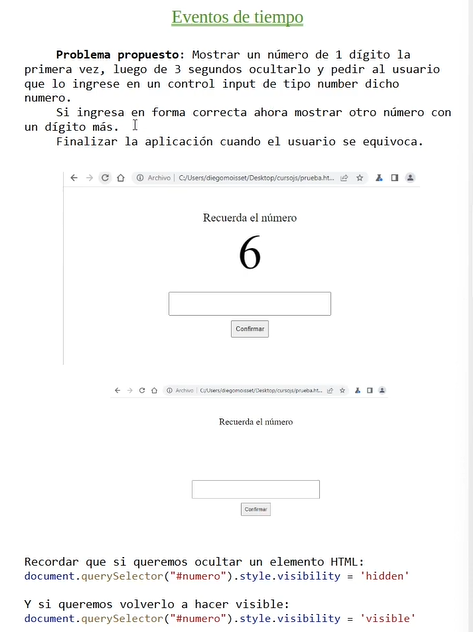 Eventos de tiempo
Problema propuesto: Mostrar un número de 1 dígito la
primera vez, luego de 3 segundos ocultarlo y pedir al usuario
que lo ingrese en un control input de tipo number dicho
numero.
Si ingresa en forma correcta ahora mostrar otro número con
un dígito más.
Finalizar la aplicación cuando el usuario se equivoca.
Archivo | C:/Users/diegomoisset/Desktop/cursojs/prueba.ht...
Recuerda el número
6
Confirmar
Archivo | C:/Users/diegomoisset/Desktop/cursojs/prueba.ht...
Recuerda el número
Confirmar
Recordar que si queremos ocultar un elemento HTML:
document.querySelector("#numero").style.visibility = 'hidden'
Y si queremos volverlo a hacer visible:
document.querySelector("#numero").style.visibility = 'visible'